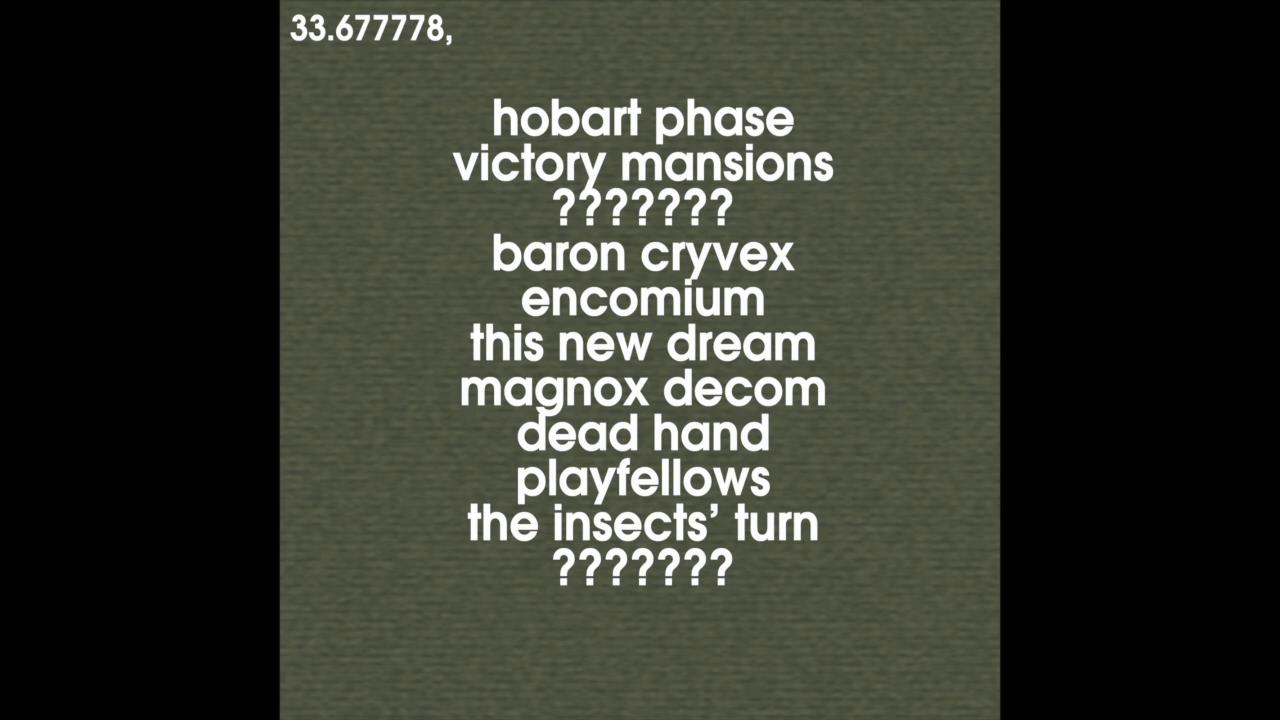 33.677778,
hobart phase
victory mansions
???????
baron cryvex
encomium
this new dream
magnox decom
dead hand
playfellows
the insects’ turn
???????